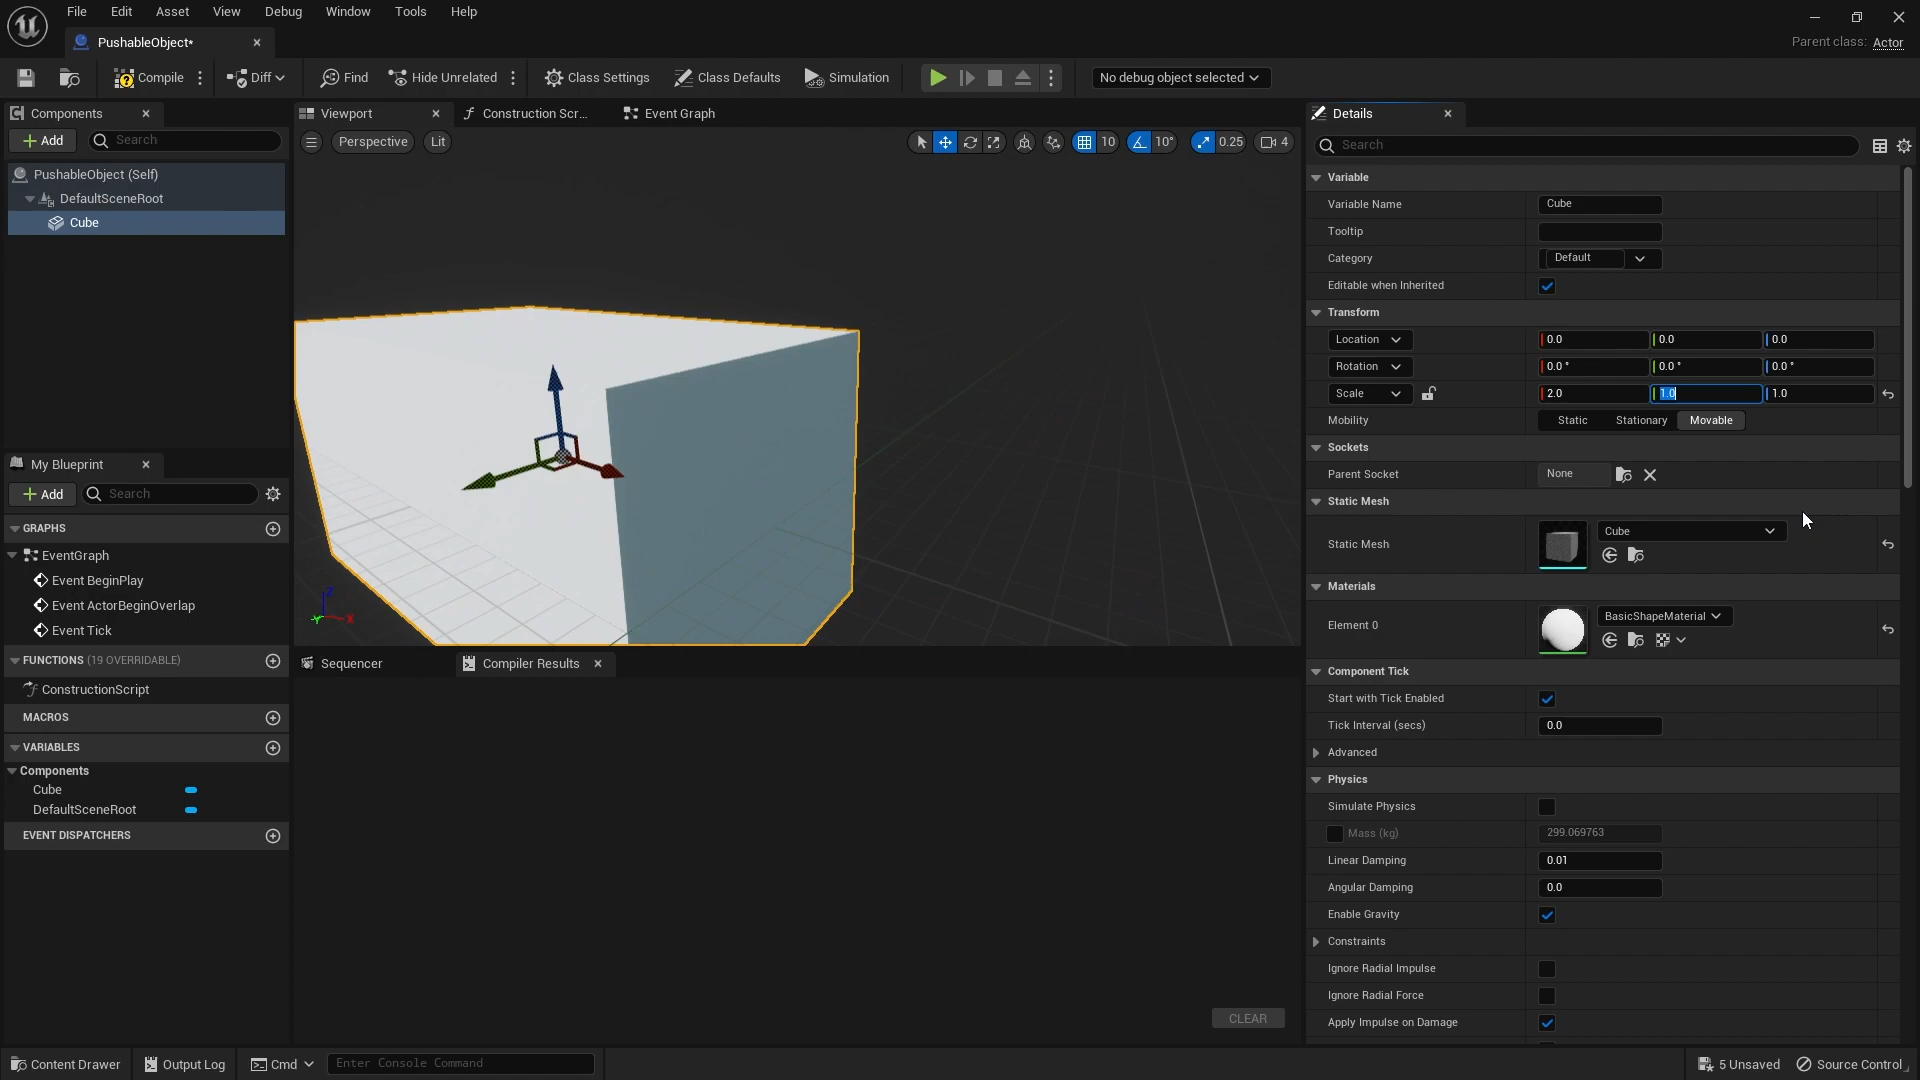 File Edit Asset View Debug Window Tools Help
PushableObject*
Parent class: Actor
Compile Diff Find Hide Unrelated Class Settings Class Defaults Simulation No debug object selected
Components
Add Search
PushableObject (Self)
DefaultSceneRoot
Cube
My Blueprint
Add Search
GRAPHS
EventGraph
Event BeginPlay
Event ActorBeginOverlap
Event Tick
FUNCTIONS (19 OVERRIDABLE)
ConstructionScript
MACROS
VARIABLES
Components
Cube
DefaultSceneRoot
EVENT DISPATCHERS
Viewport Construction Scr... Event Graph
Perspective Lit 10 10° 0.25 4
Z
X
Y
Sequencer Compiler Results
CLEAR
Details
Search
Variable
Variable Name Cube
Tooltip
Category Default
Editable when Inherited
Transform
Location 0.0 0.0 0.0
Rotation 0.0 ° 0.0 ° 0.0 °
Scale 2.0 1.0 1.0
Mobility Static Stationary Movable
Sockets
Parent Socket None
Static Mesh
Static Mesh Cube
Materials
Element 0 BasicShapeMaterial
Component Tick
Start with Tick Enabled
Tick Interval (secs) 0.0
Advanced
Physics
Simulate Physics
Mass (kg) 299.069763
Linear Damping 0.01
Angular Damping 0.0
Enable Gravity
Constraints
Ignore Radial Impulse
Ignore Radial Force
Apply Impulse on Damage
Content Drawer Output Log Cmd Enter Console Command 5 Unsaved Source Control